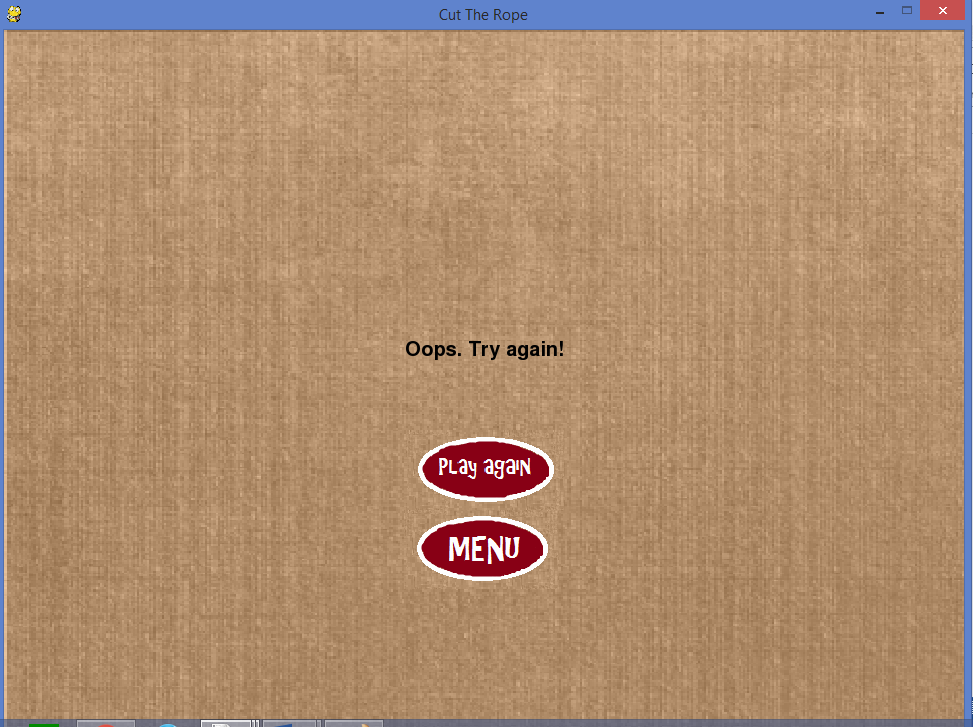 Cut The Rope
Oops. Try again!
Play again
MENU